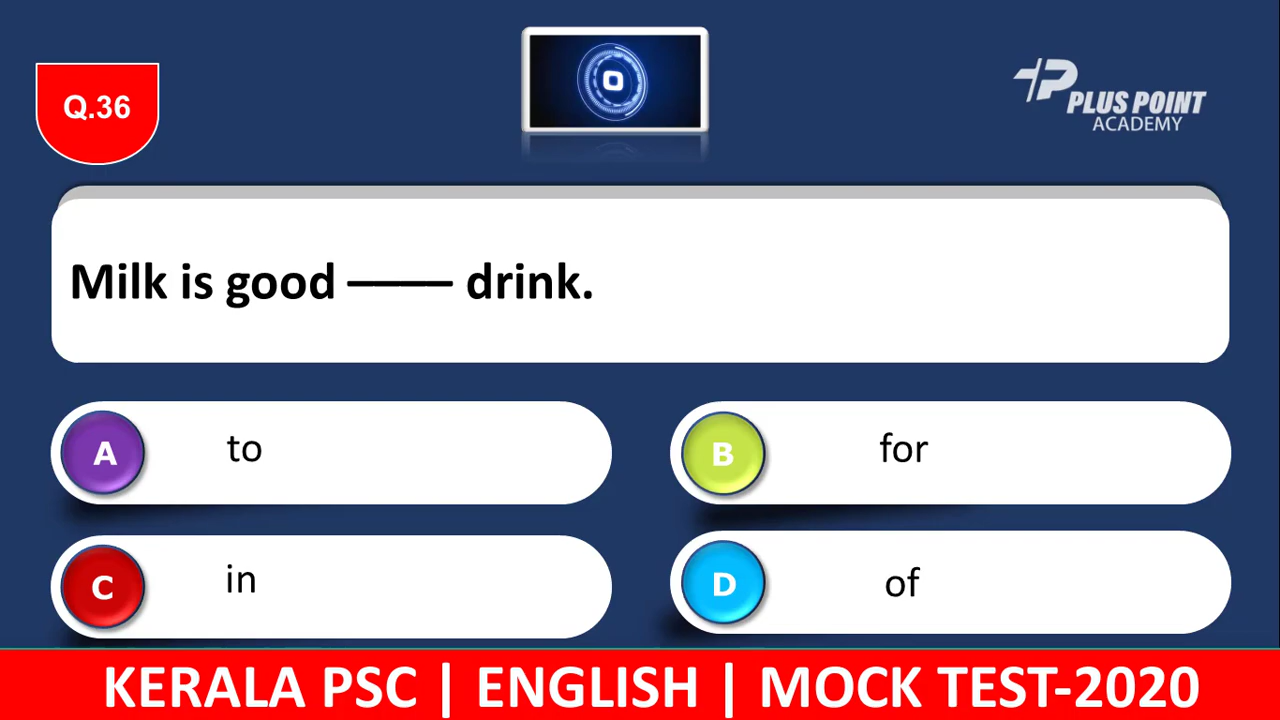 Q.36
PLUS POINT
ACADEMY
Milk is good ——— drink.
A to
B for
C in
D of
KERALA PSC | ENGLISH | MOCK TEST-2020